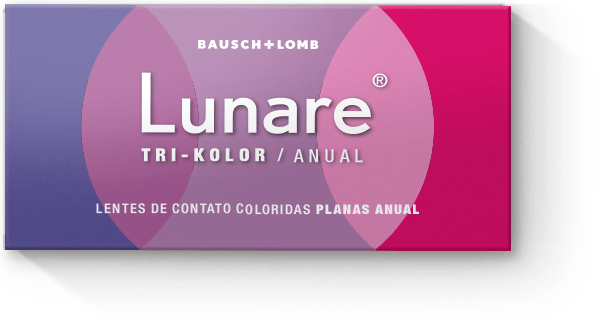 BAUSCH+LOMB
Lunare®
TRI-KOLOR / ANUAL
LENTES DE CONTATO COLORIDAS PLANAS ANUAL